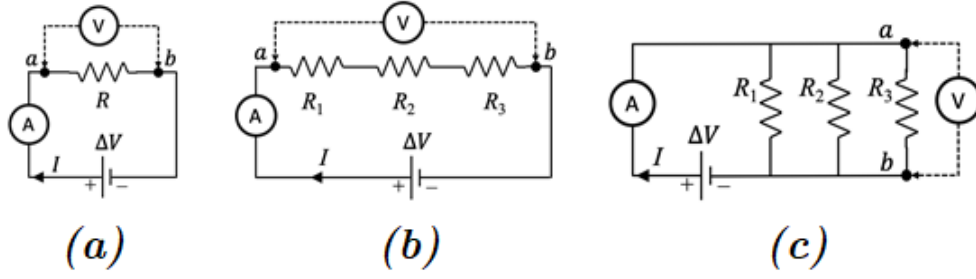 V
a b
R
A
ΔV
I
+ −
(a)
V
a b
R₁ R₂ R₃
A
I ΔV
+ −
(b)
a
A R₁ R₂ R₃ V
ΔV
b
I
+ −
(c)